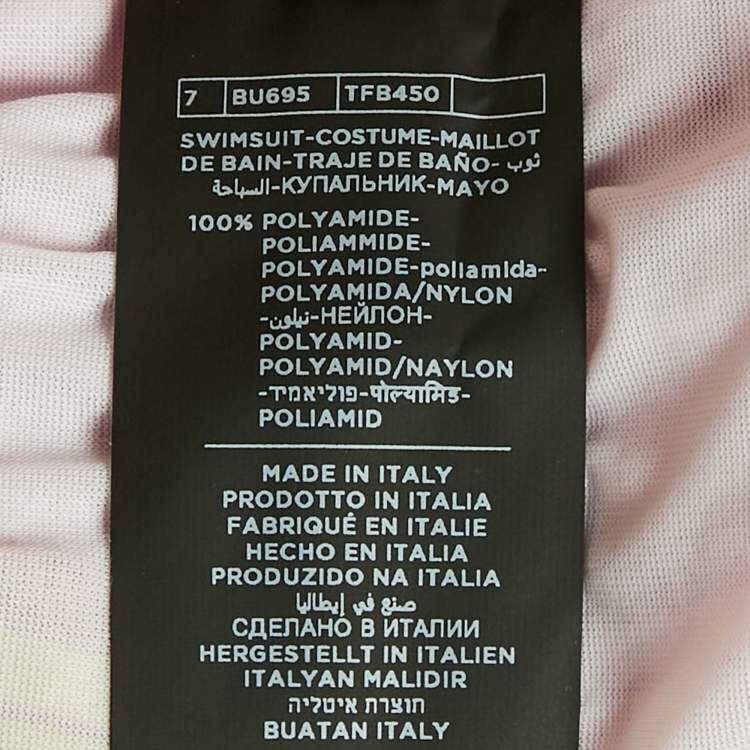 7 BU695 TFB450
SWIMSUIT-COSTUME-MAILLOT
DE BAIN-TRAJE DE BAÑO- ثوب
السباحة-КУПАЛЬНИК-MAYO
100% POLYAMIDE-
POLIAMMIDE-
POLYAMIDE-poliamida-
POLYAMIDA/NYLON
-نيلون-НЕЙЛОН-
POLYAMID-
POLYAMID/NAYLON
-פוליאמיד-पोल्यामिड-
POLIAMID
MADE IN ITALY
PRODOTTO IN ITALIA
FABRIQUÉ EN ITALIE
HECHO EN ITALIA
PRODUZIDO NA ITALIA
صنع في إيطاليا
СДЕЛАНО В ИТАЛИИ
HERGESTELLT IN ITALIEN
ITALYAN MALIDIR
תוצרת איטליה
BUATAN ITALY